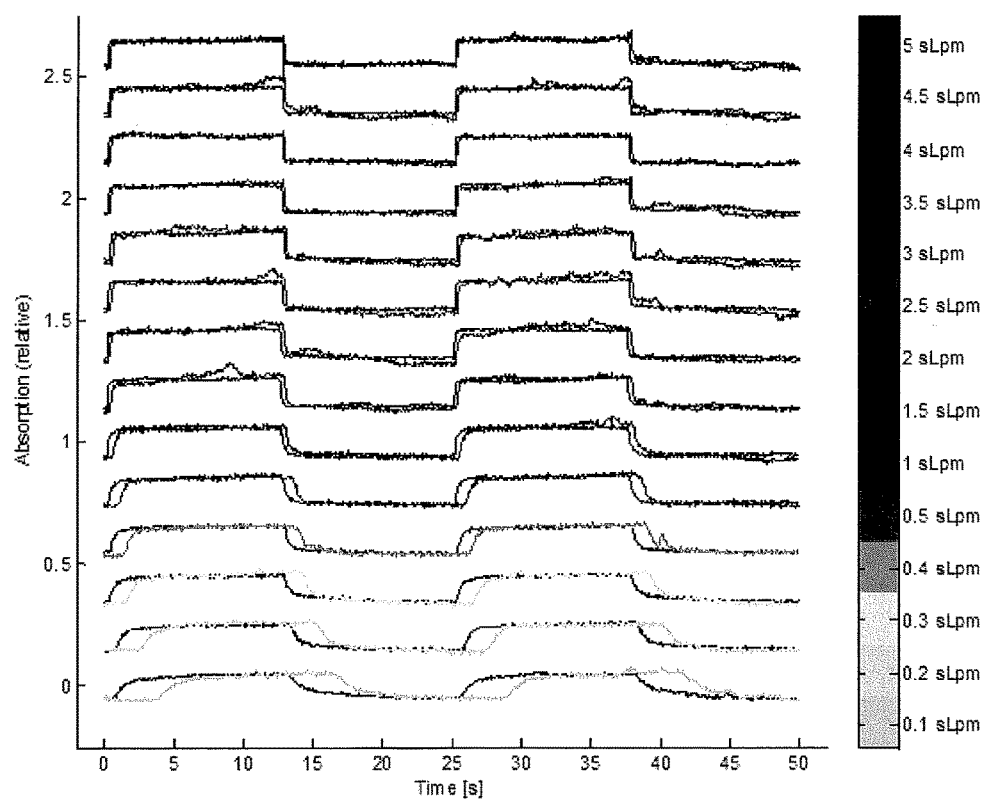 Absorption (relative)
2.5
2
1.5
1
0.5
0
0 5 10 15 20 25 30 35 40 45 50
Time [s]
5 sLpm
4.5 sLpm
4 sLpm
3.5 sLpm
3 sLpm
2.5 sLpm
2 sLpm
1.5 sLpm
1 sLpm
0.5 sLpm
0.4 sLpm
0.3 sLpm
0.2 sLpm
0.1 sLpm